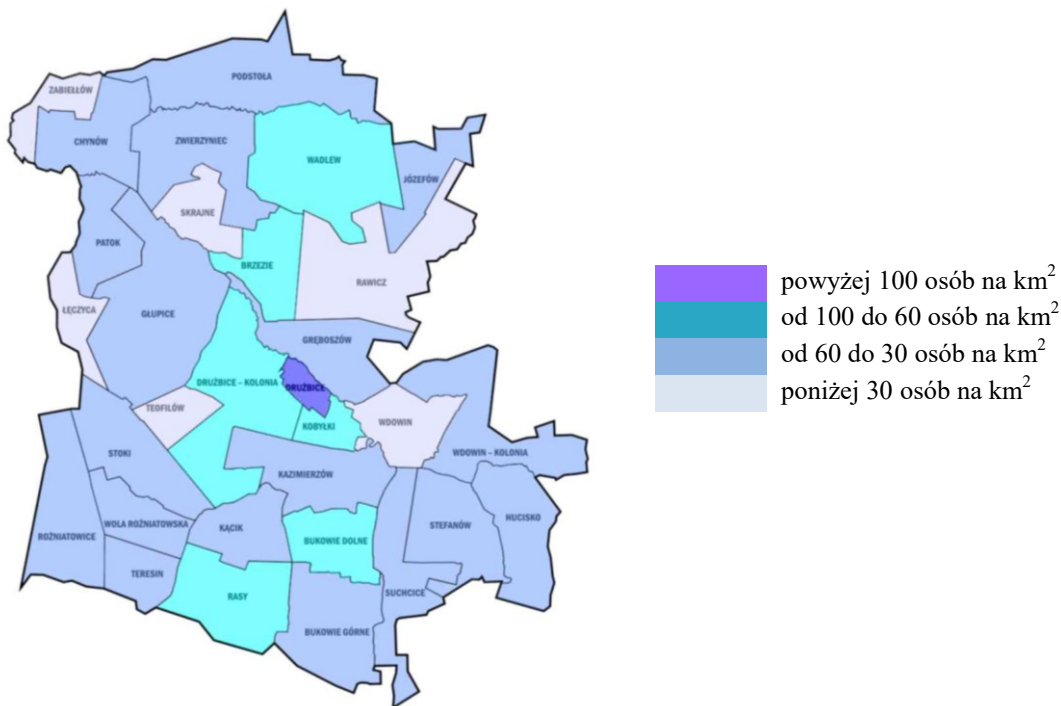 PODSTOŁA
ZABIEŁŁÓW
CHYNÓW
ZWIERZYNIEC
WADLEW
JÓZEFÓW
SKRAJNE
PATOK
BRZEZIE
RAWICZ
ŁĘCZYCA
GŁUPICE
GRĘBOSZÓW
DRUŻBICE – KOLONIA
DRUŻBICE
TEOFILÓW
KOBYŁKI
WDOWIN
STOKI
WDOWIN – KOLONIA
KAZIMIERZÓW
HUCISKO
WOLA ROŹNIATOWSKA
KĄCIK
STEFANÓW
ROŹNIATOWICE
BUKOWIE DOLNE
TERESIN
RASY
SUCHCICE
BUKOWIE GÓRNE
powyżej 100 osób na km²
od 100 do 60 osób na km²
od 60 do 30 osób na km²
poniżej 30 osób na km²